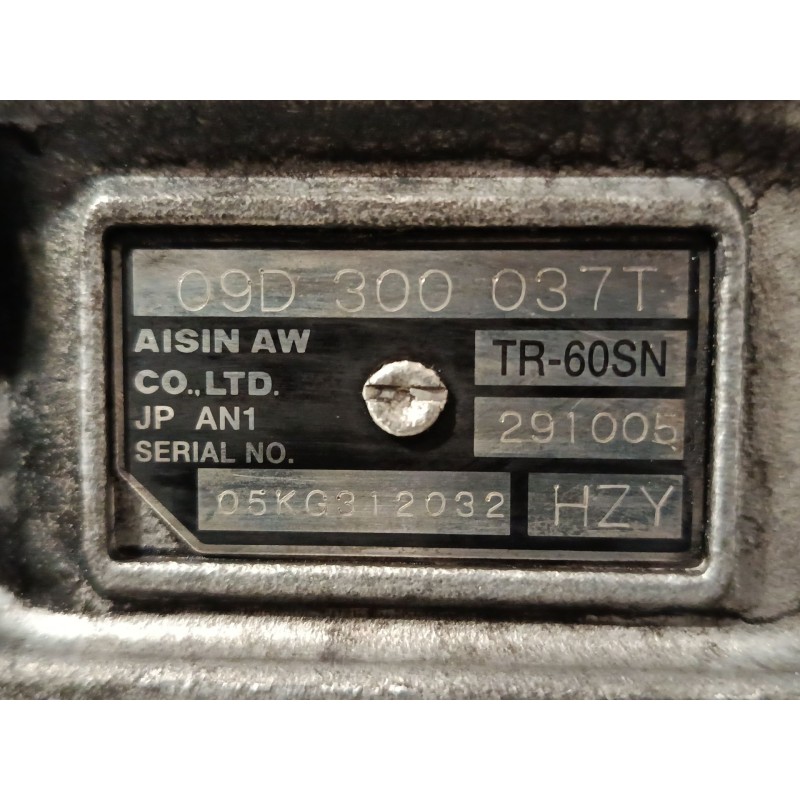 09D 300 037T
AISIN AW
CO.,LTD.
TR-60SN
JP AN1
291005
SERIAL NO.
05KG312032
HZY